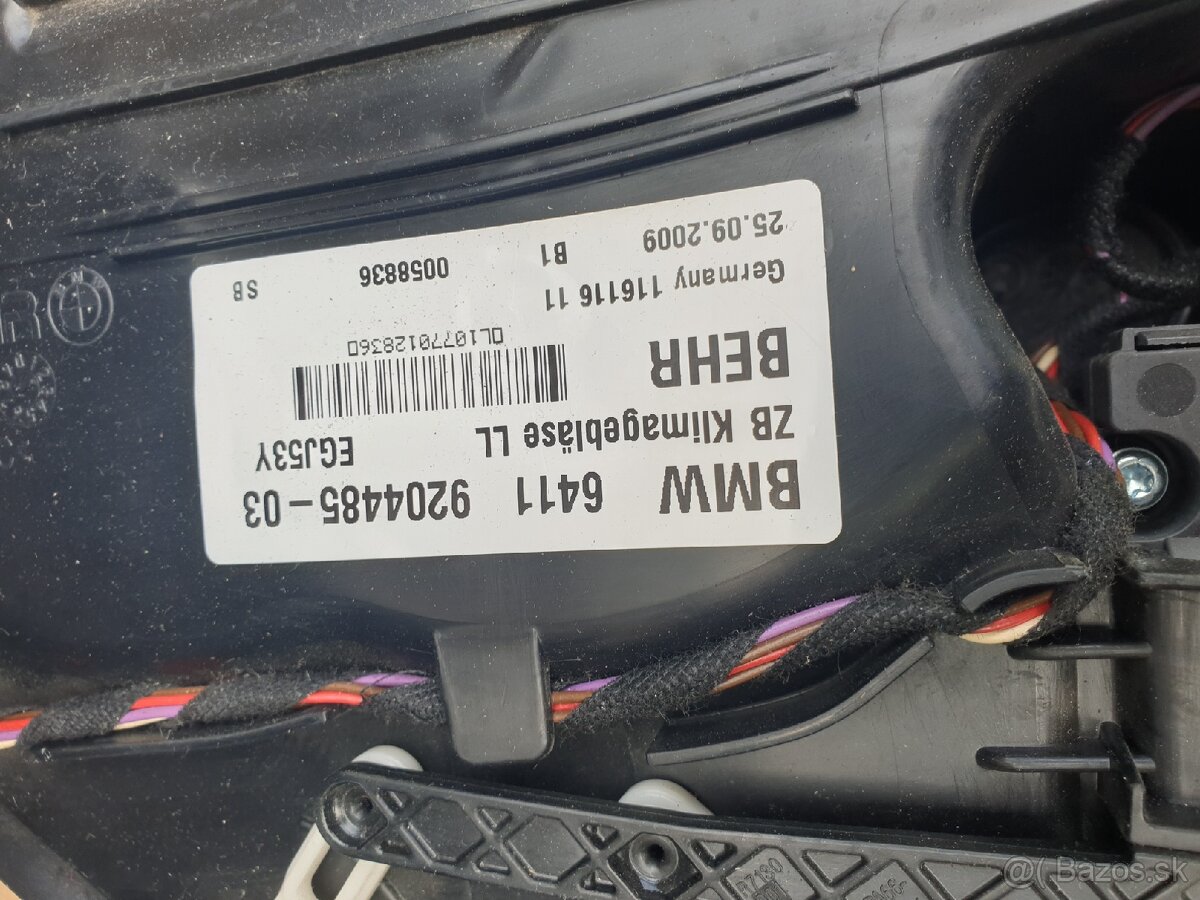 BMW 6411 9204485-03
ZB Klimagebläse LL EGJ53Y
BEHR
OL10770128360
Germany 116116 11
25.09.2009 B1 0058836 SB
@( Bazos.sk